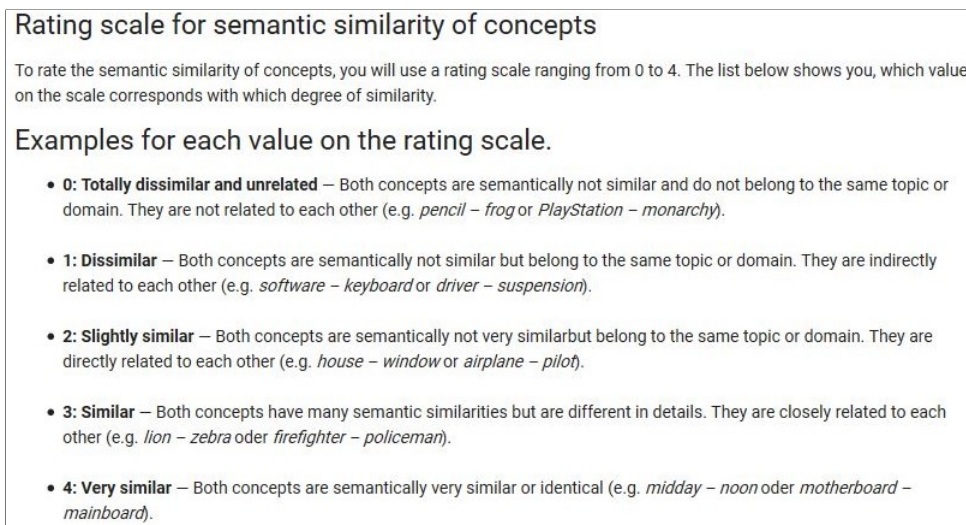 Rating scale for semantic similarity of concepts
To rate the semantic similarity of concepts, you will use a rating scale ranging from 0 to 4. The list below shows you, which value
on the scale corresponds with which degree of similarity.
Examples for each value on the rating scale.
• 0: Totally dissimilar and unrelated — Both concepts are semantically not similar and do not belong to the same topic or
domain. They are not related to each other (e.g. pencil – frog or PlayStation – monarchy).
• 1: Dissimilar — Both concepts are semantically not similar but belong to the same topic or domain. They are indirectly
related to each other (e.g. software – keyboard or driver – suspension).
• 2: Slightly similar — Both concepts are semantically not very similarbut belong to the same topic or domain. They are
directly related to each other (e.g. house – window or airplane – pilot).
• 3: Similar — Both concepts have many semantic similarities but are different in details. They are closely related to each
other (e.g. lion – zebra oder firefighter – policeman).
• 4: Very similar — Both concepts are semantically very similar or identical (e.g. midday – noon oder motherboard –
mainboard).